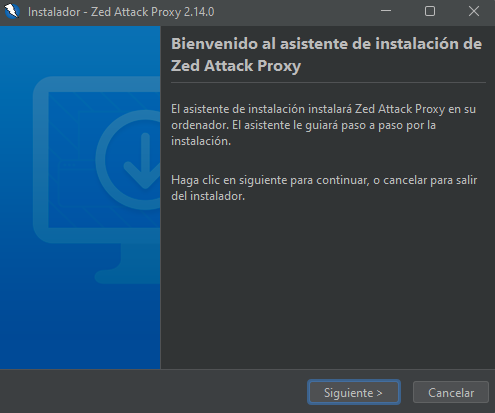 Instalador - Zed Attack Proxy 2.14.0
Bienvenido al asistente de instalación de
Zed Attack Proxy
El asistente de instalación instalará Zed Attack Proxy en su
ordenador. El asistente le guiará paso a paso por la
instalación.
Haga clic en siguiente para continuar, o cancelar para salir
del instalador.
Siguiente >
Cancelar